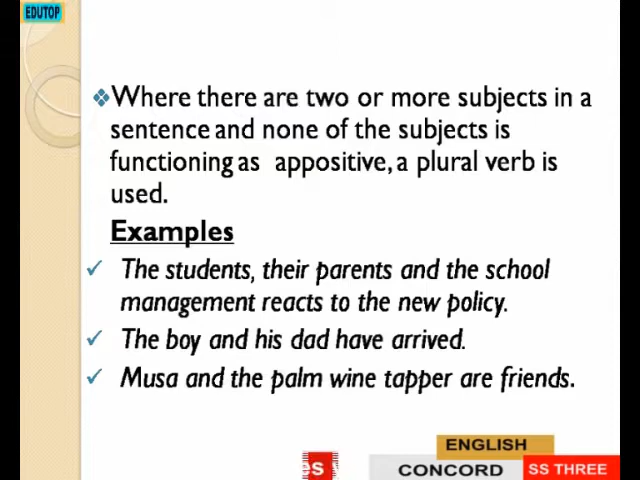 EDUTOP
Where there are two or more subjects in a
sentence and none of the subjects is
functioning as appositive, a plural verb is
used.
Examples
The students, their parents and the school
management reacts to the new policy.
The boy and his dad have arrived.
Musa and the palm wine tapper are friends.
ENGLISH
CONCORD
SS THREE